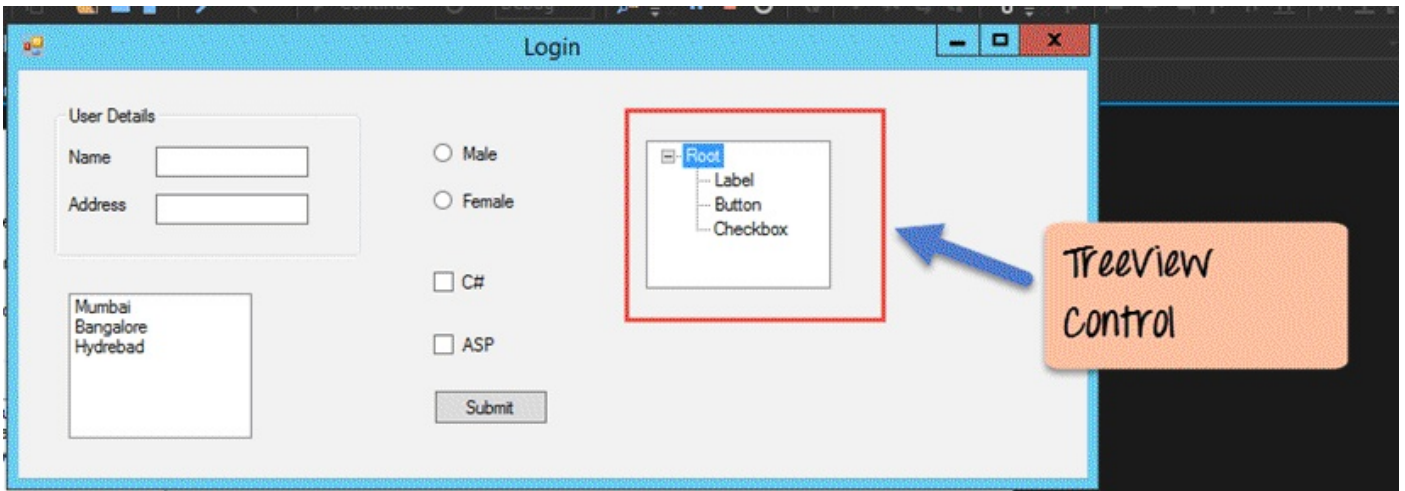 Login
User Details
Name
Address
Mumbai
Bangalore
Hydrebad
Male
Female
C#
ASP
Submit
Root
Label
Button
Checkbox
TreeView
Control